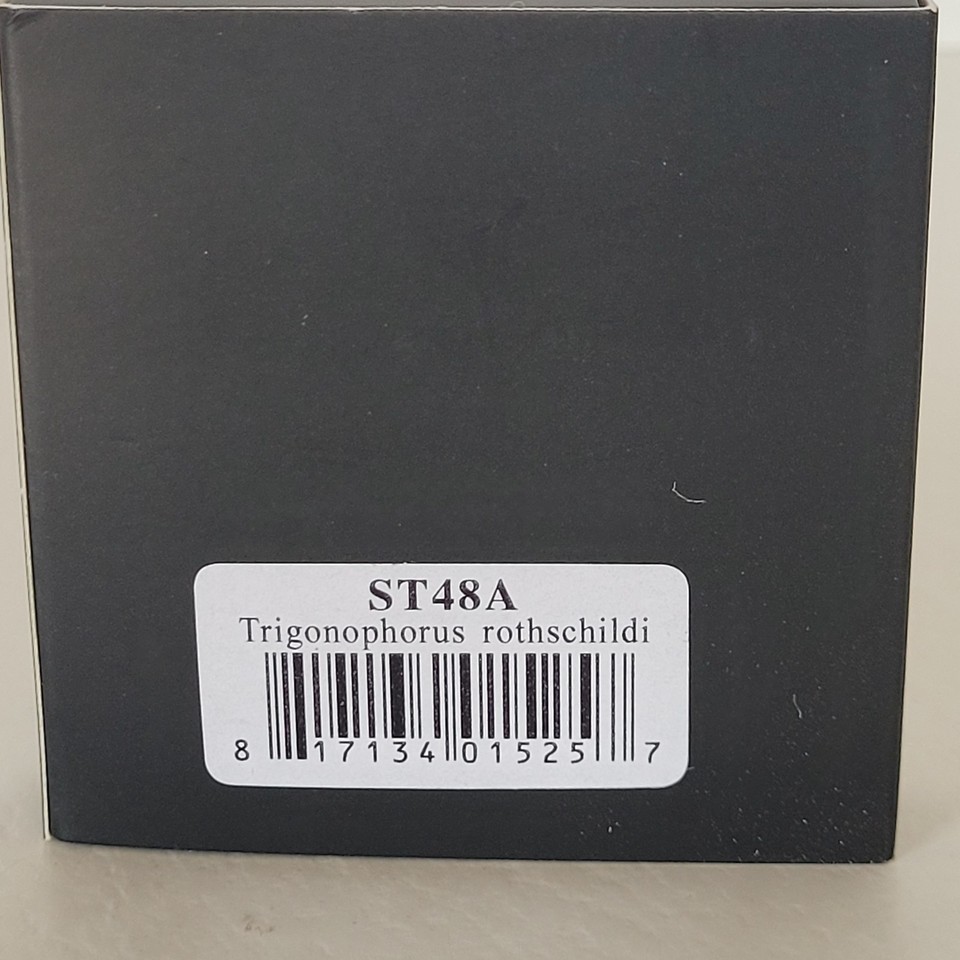 ST48A
Trigonophorus rothschildi
8 17134 01525 7